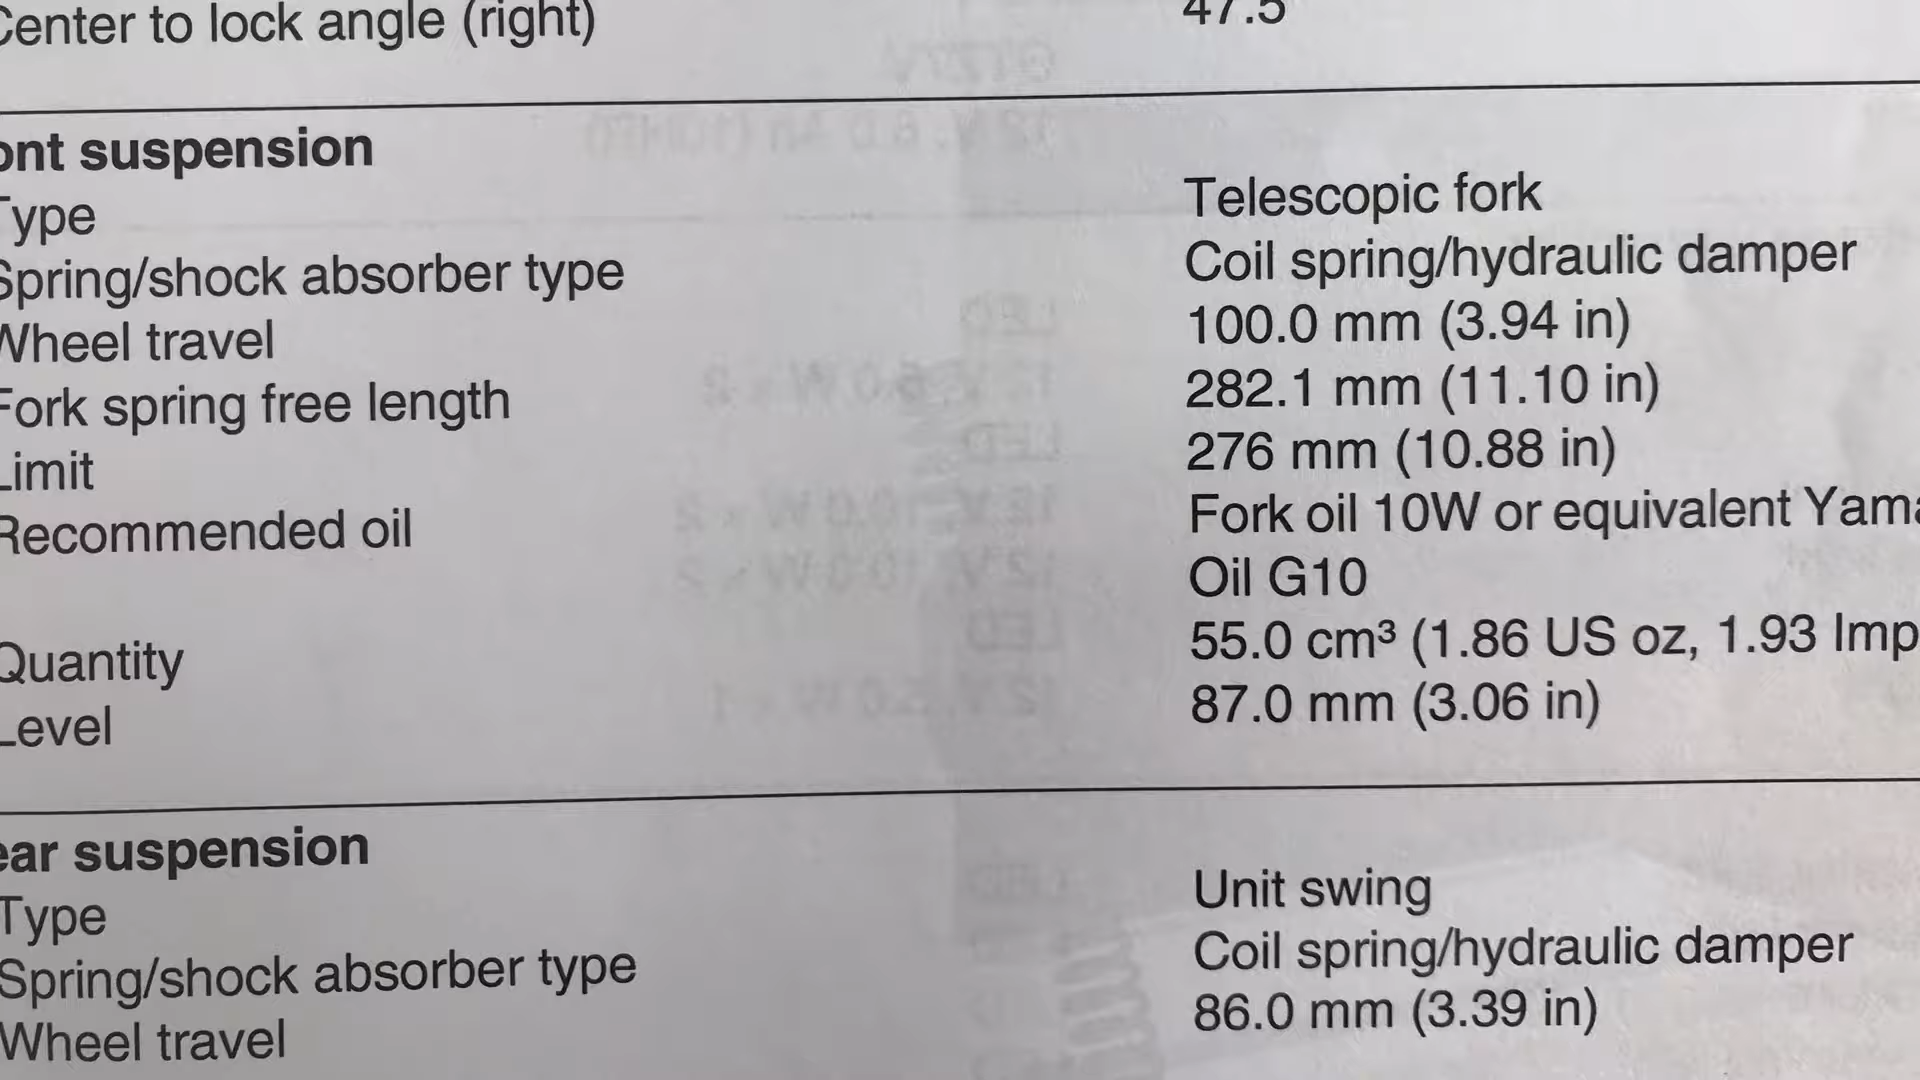 Center to lock angle (right) 47.5
ont suspension
Type Telescopic fork
Spring/shock absorber type Coil spring/hydraulic damper
Wheel travel 100.0 mm (3.94 in)
Fork spring free length 282.1 mm (11.10 in)
Limit 276 mm (10.88 in)
Recommended oil Fork oil 10W or equivalent Yama
Oil G10
Quantity 55.0 cm³ (1.86 US oz, 1.93 Imp
Level 87.0 mm (3.06 in)
ear suspension
Type Unit swing
Spring/shock absorber type Coil spring/hydraulic damper
Wheel travel 86.0 mm (3.39 in)